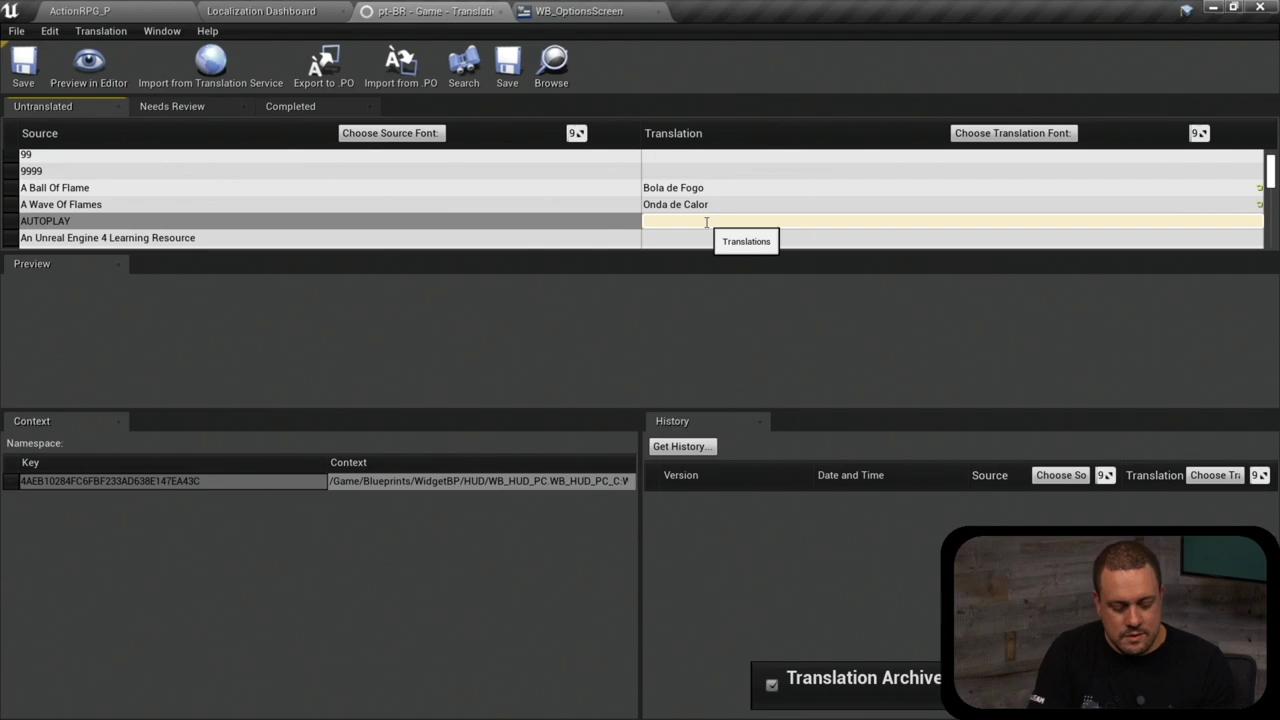 ActionRPG_P
Localization Dashboard
pt-BR - Game - Translati
WB_OptionsScreen
File
Edit
Translation
Window
Help
Save
Preview in Editor
Import from Translation Service
Export to .PO
Import from .PO
Search
Save
Browse
Untranslated
Needs Review
Completed
Source
Choose Source Font:
9
Translation
Choose Translation Font:
9
99
9999
A Ball Of Flame
Bola de Fogo
A Wave Of Flames
Onda de Calor
AUTOPLAY
An Unreal Engine 4 Learning Resource
Translations
Preview
Context
Namespace:
Key
Context
4AEB10284FC6FBF233AD638E147EA43C
/Game/Blueprints/WidgetBP/HUD/WB_HUD_PC.WB_HUD_PC_C:W
History
Get History...
Version
Date and Time
Source
Choose So
9
Translation
Choose Tra
9
Translation Archive